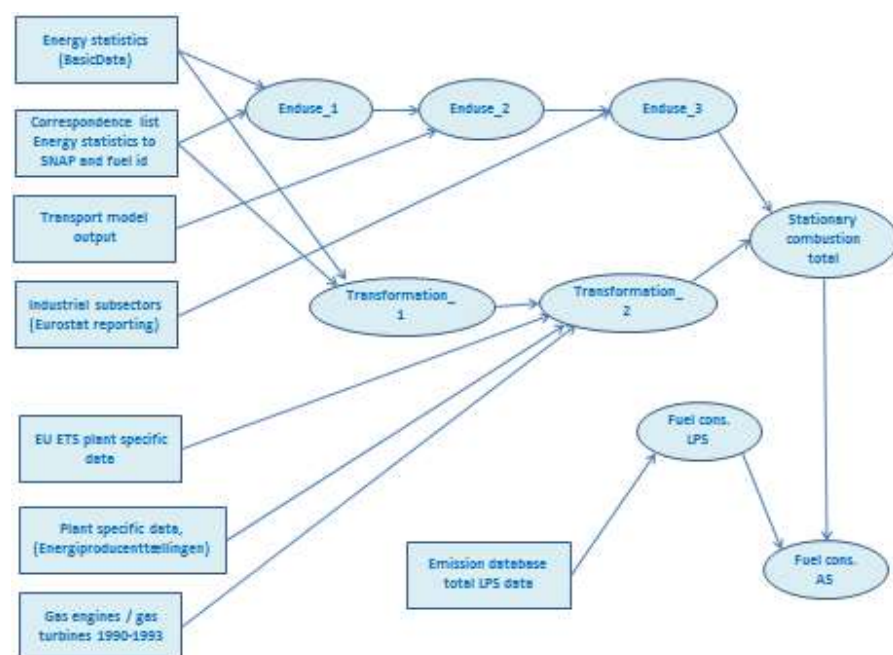 Energy statistics
(BasicData)
Enduse_1
Enduse_2
Enduse_3
Correspondence list
Energy statistics to
SNAP and fuel id
Transport model
output
Stationary
combustion
total
Industrial subsectors
(Eurostat reporting)
Transformation_
1
Transformation_
2
EU ETS plant specific
data
Fuel cons.
LPS
Plant specific data,
(Energiproducenttællingen)
Emission database
total LPS data
Fuel cons.
AS
Gas engines / gas
turbines 1990-1993